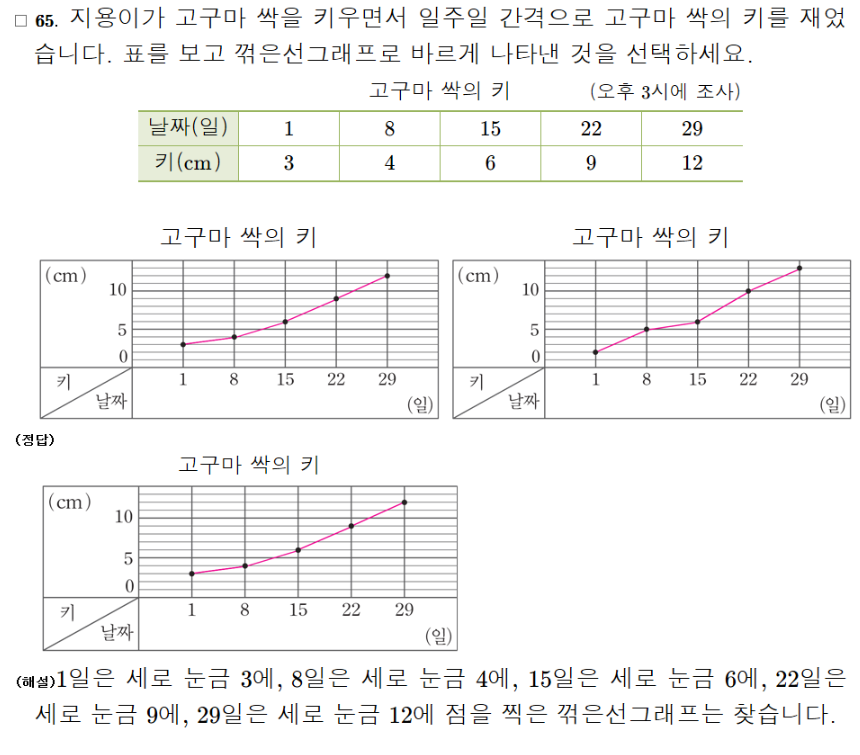 □ 65. 지용이가 고구마 싹을 키우면서 일주일 간격으로 고구마 싹의 키를 재었
습니다. 표를 보고 꺾은선그래프로 바르게 나타낸 것을 선택하세요.
고구마 싹의 키 (오후 3시에 조사)
날짜(일) 1 8 15 22 29
키(cm) 3 4 6 9 12
고구마 싹의 키
(cm)
10
5
0
키
날짜
1 8 15 22 29
(일)
고구마 싹의 키
(cm)
10
5
0
키
날짜
1 8 15 22 29
(일)
(정답)
고구마 싹의 키
(cm)
10
5
0
키
날짜
1 8 15 22 29
(일)
(해설)1일은 세로 눈금 3에, 8일은 세로 눈금 4에, 15일은 세로 눈금 6에, 22일은
세로 눈금 9에, 29일은 세로 눈금 12에 점을 찍은 꺾은선그래프는 찾습니다.